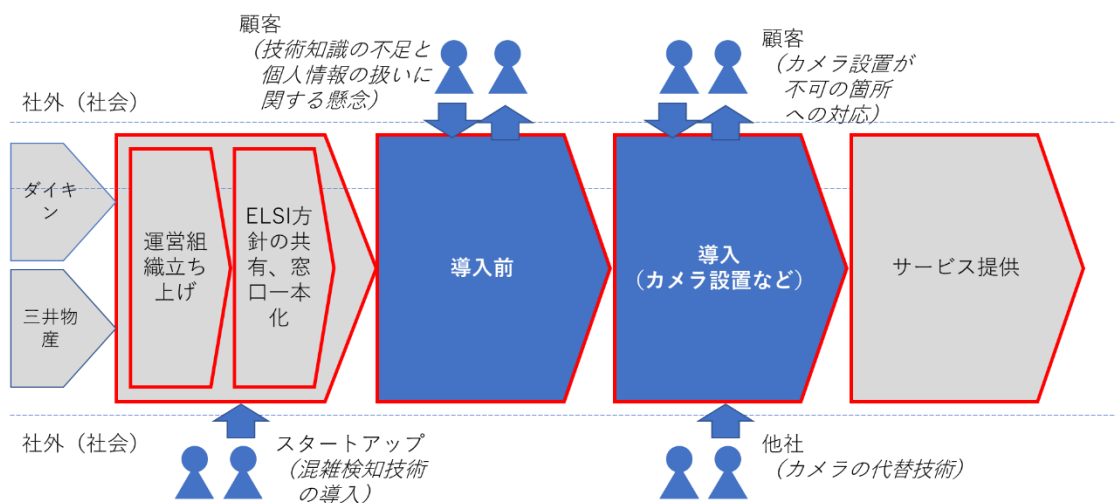 顧客
（技術知識の不足と
個人情報の扱いに
関する懸念）
顧客
（カメラ設置が
不可の箇所
への対応）
社外（社会）
ダイキ
ン
三井物
産
運営組
織立ち
上げ
ELSI方
針の共
有、窓
口一本
化
導入前
導入
（カメラ設置など）
サービス提供
社外（社会）
スタートアップ
（混雑検知技術
の導入）
他社
（カメラの代替技術）